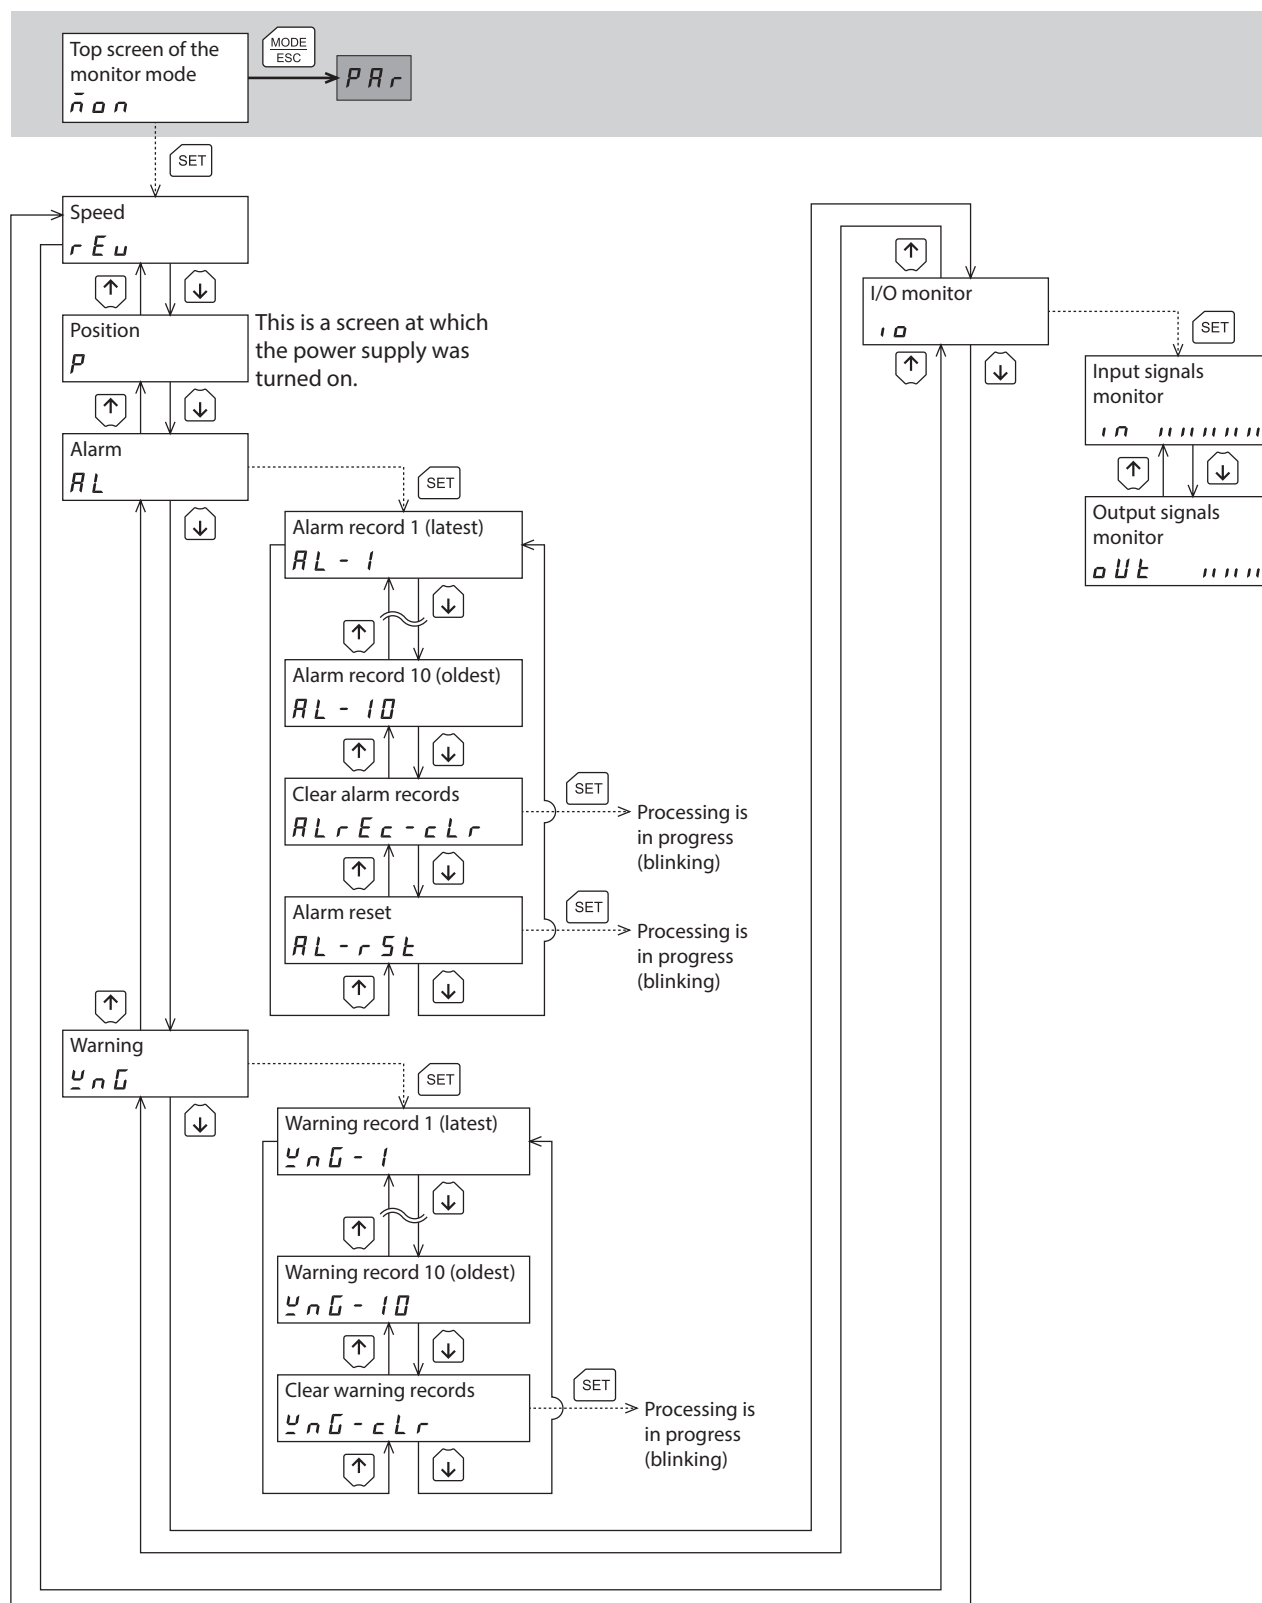 Top screen of the
monitor mode
mon
MODE
ESC
PAr
SET
Speed
rEv
Position
P
This is a screen at which
the power supply was
turned on.
Alarm
AL
SET
Alarm record 1 (latest)
AL-1
Alarm record 10 (oldest)
AL-10
Clear alarm records
ALrEc-cLr
SET
Processing is
in progress
(blinking)
Alarm reset
AL-rSt
SET
Processing is
in progress
(blinking)
Warning
WnG
SET
Warning record 1 (latest)
WnG-1
Warning record 10 (oldest)
WnG-10
Clear warning records
WnG-cLr
SET
Processing is
in progress
(blinking)
I/O monitor
io
SET
Input signals
monitor
in
Output signals
monitor
oUt